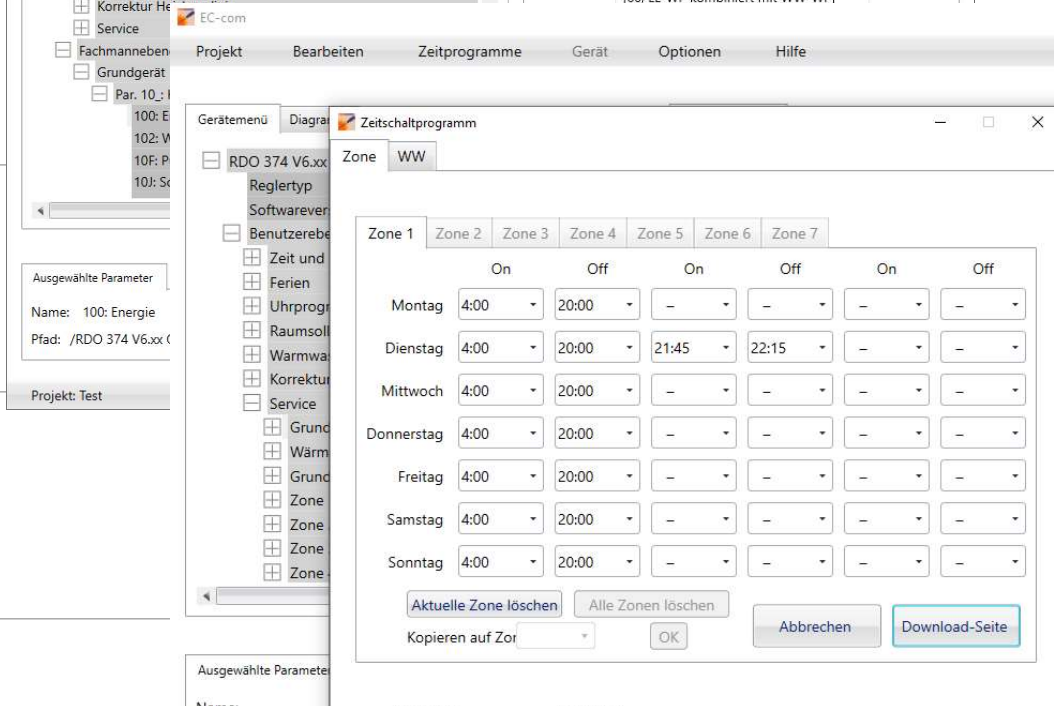 Korrektur He
Service
Fachmanneben
Grundgerät
Par. 10_:
100: E
102: W
10F: P
10J: Sc
Ausgewählte Parameter
Name: 100: Energie
Pfad: /RDO 374 V6.xx
Projekt: Test
EC-com
Projekt Bearbeiten Zeitprogramme Gerät Optionen Hilfe
Gerätemenü Diagra
RDO 374 V6.xx
Reglertyp
Softwarever
Benutzerebe
Zeit und
Ferien
Uhrprogr
Raumsoll
Warmwa
Korrektur
Service
Grund
Wärm
Grund
Zone
Zone
Zone
Zone
Ausgewählte Parameter
Zeitschaltprogramm
Zone WW
Zone 1 Zone 2 Zone 3 Zone 4 Zone 5 Zone 6 Zone 7
On Off On Off On Off
Montag 4:00 20:00 – – – –
Dienstag 4:00 20:00 21:45 22:15 – –
Mittwoch 4:00 20:00 – – – –
Donnerstag 4:00 20:00 – – – –
Freitag 4:00 20:00 – – – –
Samstag 4:00 20:00 – – – –
Sonntag 4:00 20:00 – – – –
Aktuelle Zone löschen Alle Zonen löschen
Kopieren auf Zor OK
Abbrechen Download-Seite